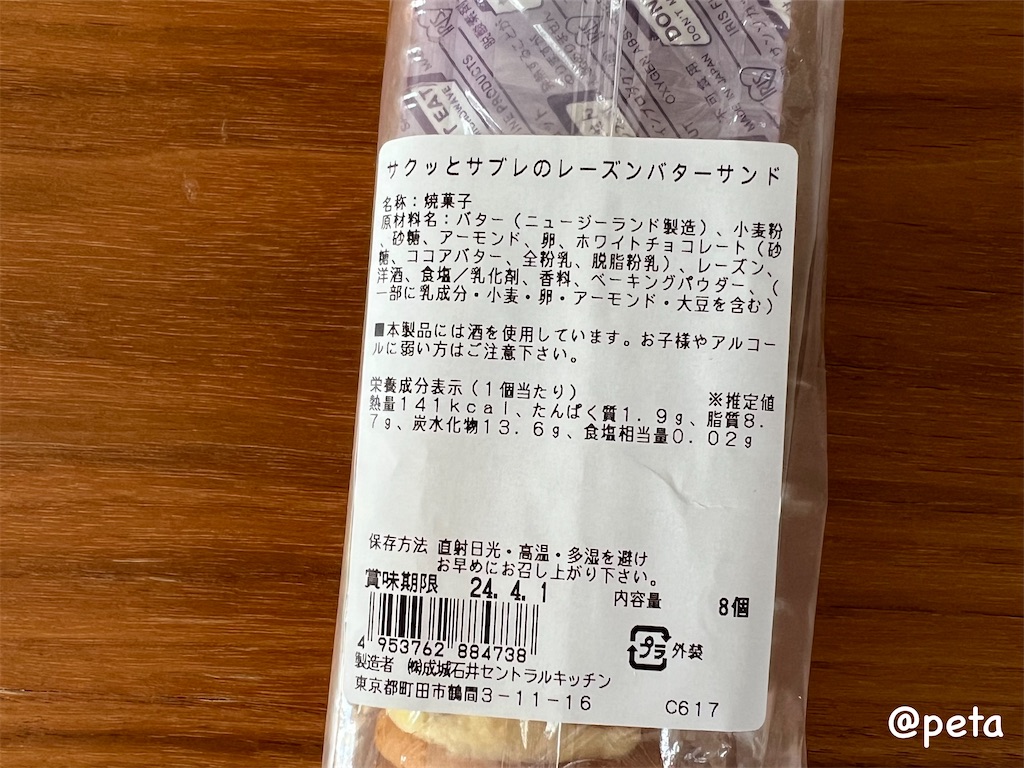 OXYGEN ABS
MADE IN JAPAN
DON'T
PRODUCTS
EAT
サクッとサブレのレーズンバターサンド
名称：焼菓子
原材料名：バター（ニュージーランド製造）、小麦粉
、砂糖、アーモンド、卵、ホワイトチョコレート（砂
糖、ココアバター、全粉乳、脱脂粉乳）、レーズン、
洋酒、食塩／乳化剤、香料、ベーキングパウダー、（
一部に乳成分・小麦・卵・アーモンド・大豆を含む）
■本製品には酒を使用しています。お子様やアルコー
ルに弱い方はご注意下さい。
栄養成分表示（１個当たり） ※推定値
熱量１４１ｋｃａｌ、たんぱく質１．９ｇ、脂質８．
７ｇ、炭水化物１３．６ｇ、食塩相当量０．０２ｇ
保存方法 直射日光・高温・多湿を避け
お早めにお召し上がり下さい。
賞味期限 24.4.1 内容量 8個
4 953762 884738
プラ 外装
製造者 ㈱成城石井セントラルキッチン
東京都町田市鶴間３－１１－１６ C617
@peta